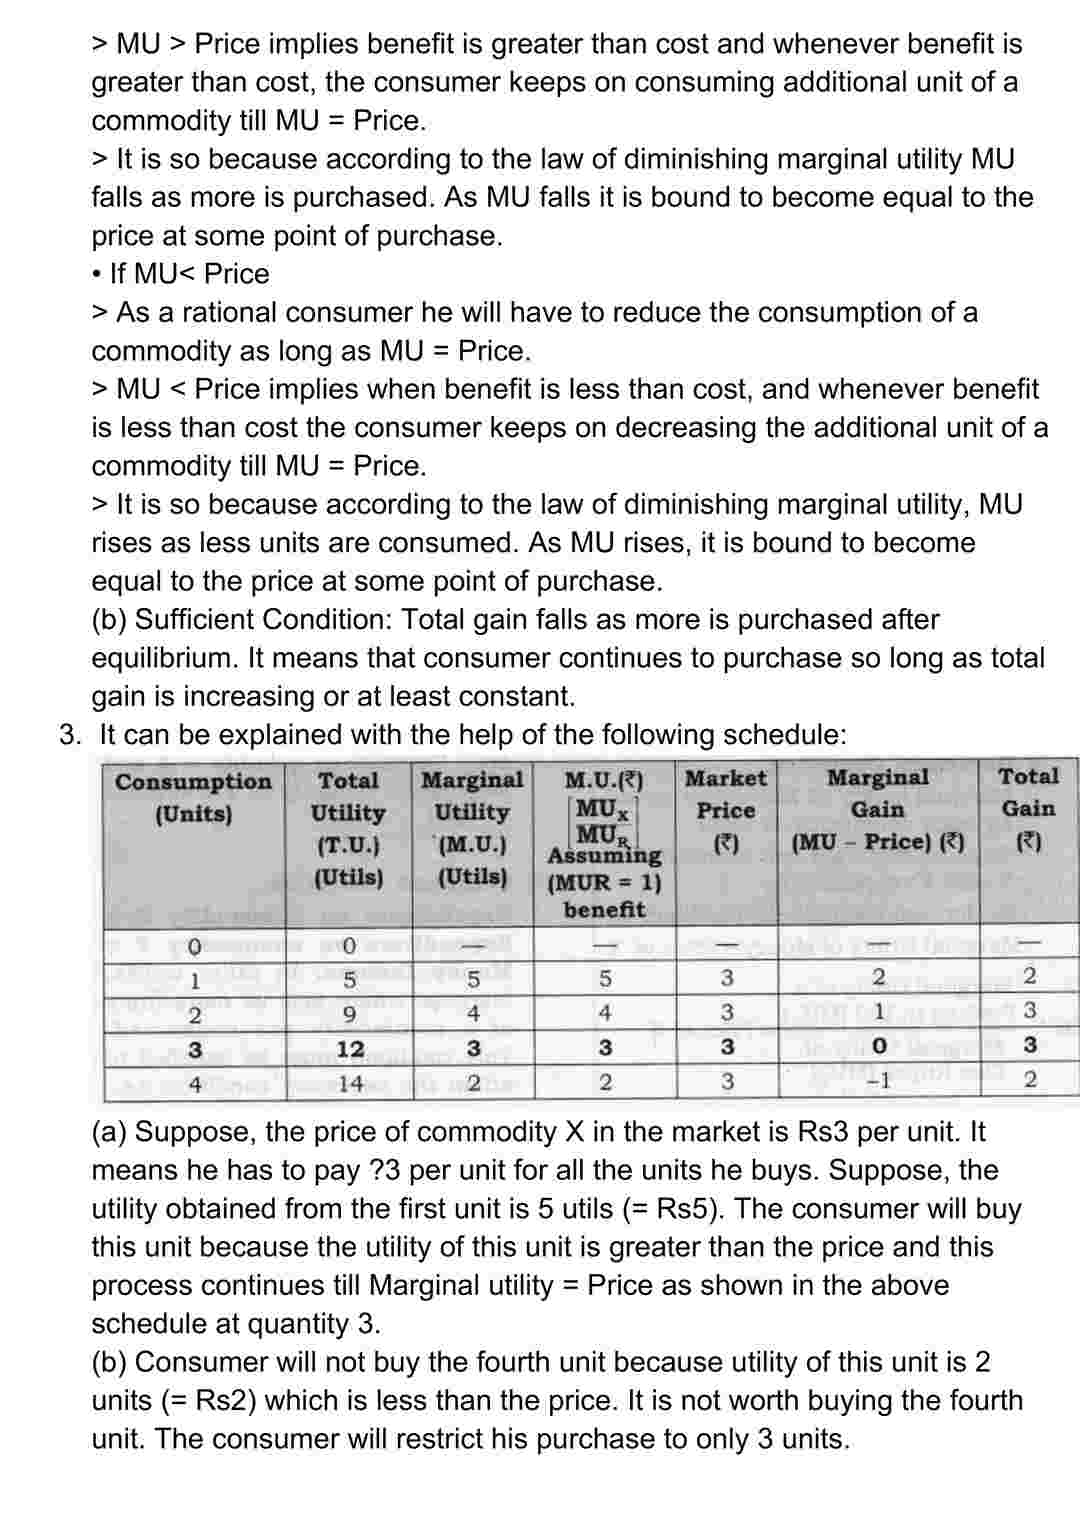 > MU > Price implies benefit is greater than cost and whenever benefit is
greater than cost, the consumer keeps on consuming additional unit of a
commodity till MU = Price.
> It is so because according to the law of diminishing marginal utility MU
falls as more is purchased. As MU falls it is bound to become equal to the
price at some point of purchase.
• If MU< Price
> As a rational consumer he will have to reduce the consumption of a
commodity as long as MU = Price.
> MU < Price implies when benefit is less than cost, and whenever benefit
is less than cost the consumer keeps on decreasing the additional unit of a
commodity till MU = Price.
> It is so because according to the law of diminishing marginal utility, MU
rises as less units are consumed. As MU rises, it is bound to become
equal to the price at some point of purchase.
(b) Sufficient Condition: Total gain falls as more is purchased after
equilibrium. It means that consumer continues to purchase so long as total
gain is increasing or at least constant.
3. It can be explained with the help of the following schedule:
Consumption Total Marginal M.U.(₹) Market Marginal Total
(Units) Utility Utility MUx Price Gain Gain
(T.U.) (M.U.) MUR (₹) (MU – Price) (₹) (₹)
(Utils) (Utils) Assuming
(MUR = 1)
benefit
0 0 — — — — —
1 5 5 5 3 2 2
2 9 4 4 3 1 3
3 12 3 3 3 0 3
4 14 2 2 3 -1 2
(a) Suppose, the price of commodity X in the market is Rs3 per unit. It
means he has to pay ?3 per unit for all the units he buys. Suppose, the
utility obtained from the first unit is 5 utils (= Rs5). The consumer will buy
this unit because the utility of this unit is greater than the price and this
process continues till Marginal utility = Price as shown in the above
schedule at quantity 3.
(b) Consumer will not buy the fourth unit because utility of this unit is 2
units (= Rs2) which is less than the price. It is not worth buying the fourth
unit. The consumer will restrict his purchase to only 3 units.